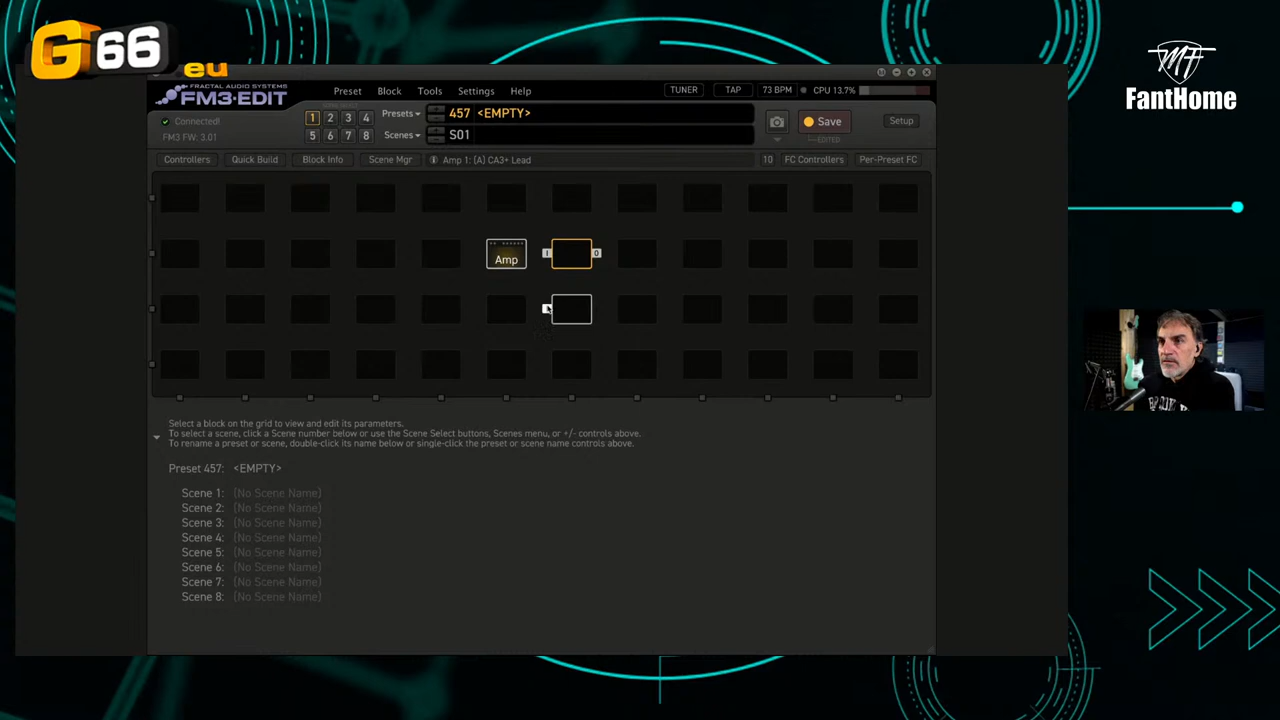 G66
.eu
FRACTAL AUDIO SYSTEMS
FM3-EDIT
Preset Block Tools Settings Help
TUNER TAP 73 BPM CPU 13.7%
Connected!
FM3 FW: 3.01
1 2 3 4
5 6 7 8
Presets
457 <EMPTY>
Scenes
S01
Save
EDITED
Setup
Controllers Quick Build Block Info Scene Mgr Amp 1: (A) CA3+ Lead 10 FC Controllers Per-Preset FC
Amp
I O
Select a block on the grid to view and edit its parameters.
To select a scene, click a Scene number below or use the Scene Select buttons, Scenes menu, or +/- controls above.
To rename a preset or scene, double-click its name below or single-click the preset or scene name controls above.
Preset 457: <EMPTY>
Scene 1: (No Scene Name)
Scene 2: (No Scene Name)
Scene 3: (No Scene Name)
Scene 4: (No Scene Name)
Scene 5: (No Scene Name)
Scene 6: (No Scene Name)
Scene 7: (No Scene Name)
Scene 8: (No Scene Name)
MF
FantHome